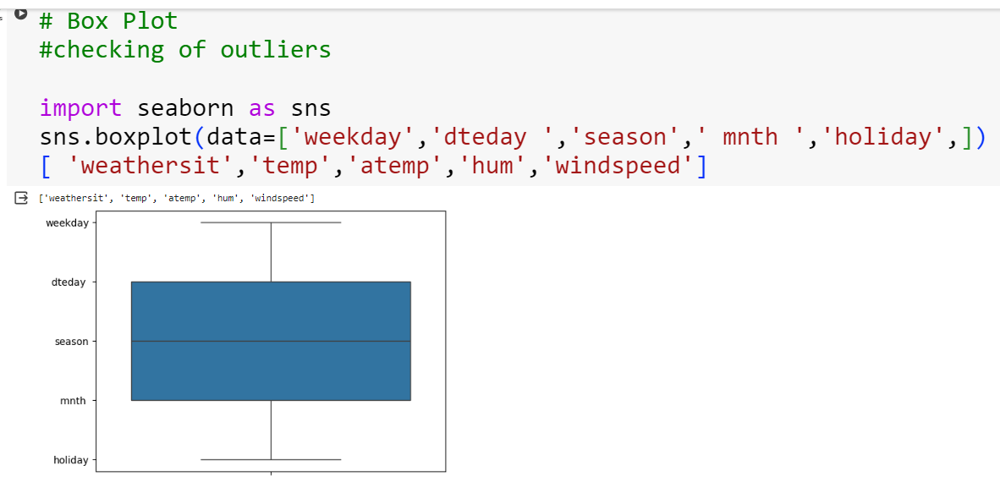 s
# Box Plot
#checking of outliers
import seaborn as sns
sns.boxplot(data=['weekday','dteday ','season',' mnth ','holiday',])
[ 'weathersit','temp','atemp','hum','windspeed']
['weathersit', 'temp', 'atemp', 'hum', 'windspeed']
weekday
dteday
season
mnth
holiday